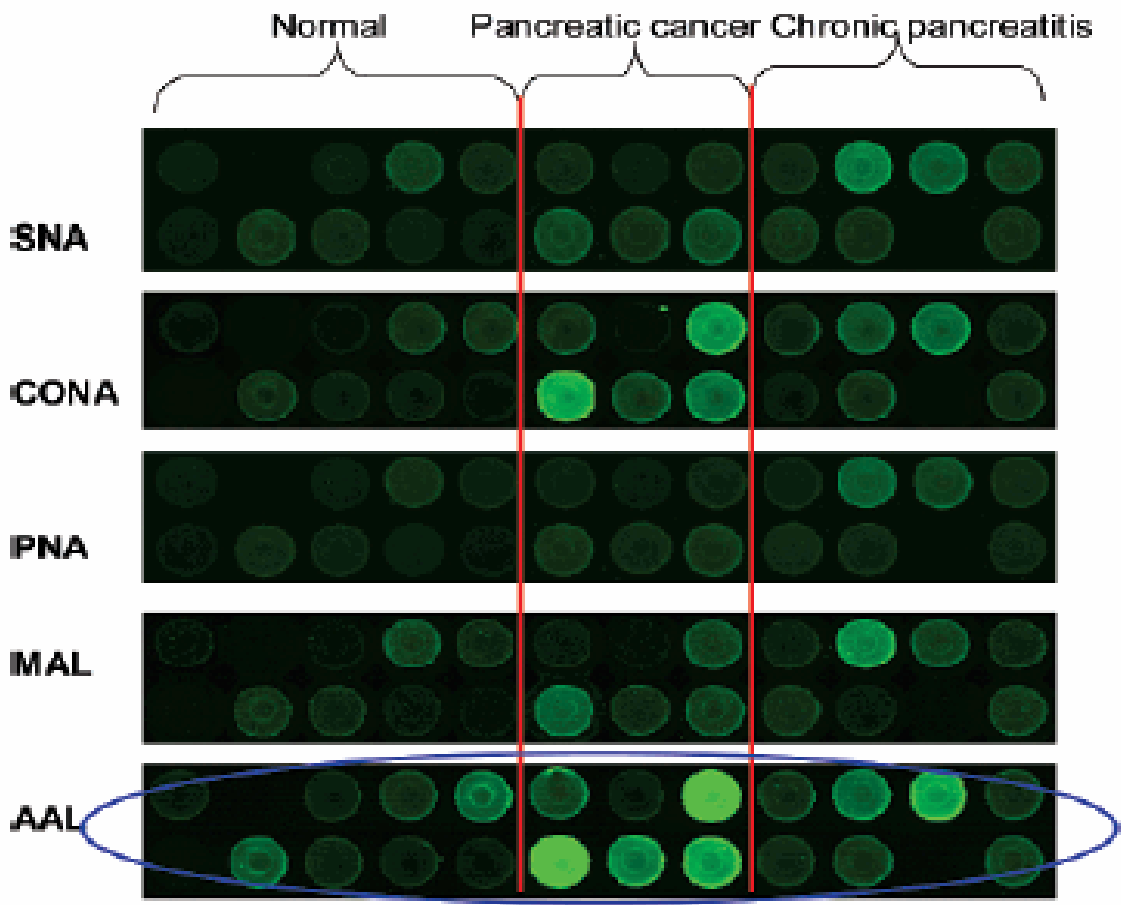 Normal
Pancreatic cancer
Chronic pancreatitis
SNA
CONA
PNA
MAL
AAL